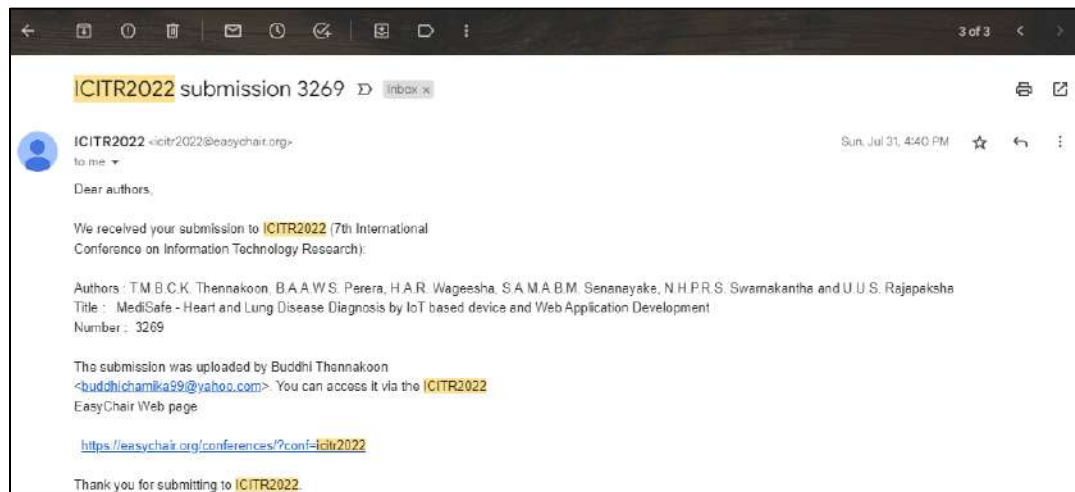 3 of 3
ICITR2022 submission 3269 Inbox x
ICITR2022 <icitr2022@easychair.org>
Sun, Jul 31, 4:40 PM
to me
Dear authors,
We received your submission to ICITR2022 (7th International
Conference on Information Technology Research):
Authors : T.M.B.C.K. Thennakoon, B.A.A.W.S. Perera, H.A.R. Wageesha, S.A.M.A.B.M. Senanayake, N.H.P.R.S. Swarnakantha and U.U.S. Rajapaksha
Title : MediSafe - Heart and Lung Disease Diagnosis by IoT based device and Web Application Development
Number : 3269
The submission was uploaded by Buddhi Thennakoon
<buddhichamika99@yahoo.com>. You can access it via the ICITR2022
EasyChair Web page
https://easychair.org/conferences/?conf=icitr2022
Thank you for submitting to ICITR2022.